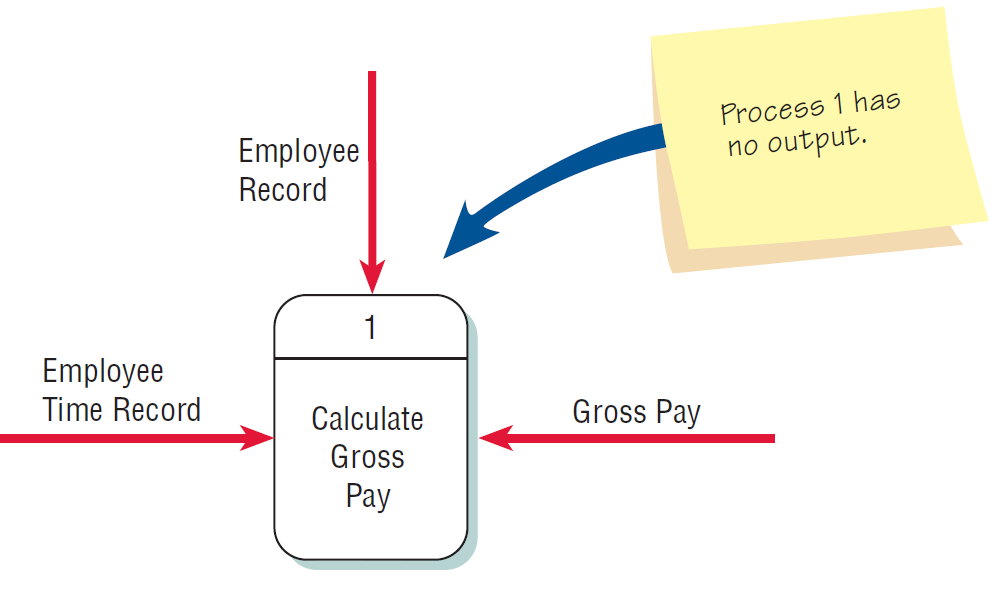 Employee
Record
Process 1 has
no output.
1
Employee
Time Record
Calculate
Gross
Pay
Gross Pay